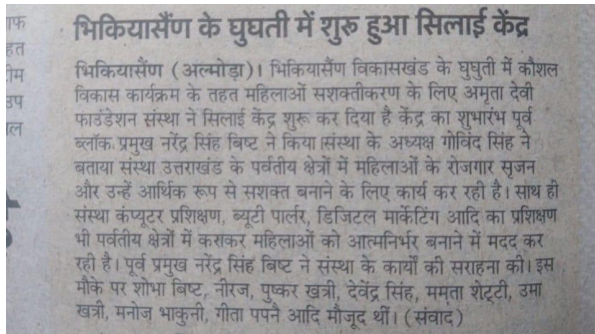 भिकियासैंण के घुघती में शुरू हुआ सिलाई केंद्र
भिकियासैंण (अल्मोड़ा)। भिकियासैंण विकासखंड के घुघुती में कौशल
विकास कार्यक्रम के तहत महिलाओं सशक्तीकरण के लिए अमृता देवी
फाउंडेशन संस्था ने सिलाई केंद्र शुरू कर दिया है केंद्र का शुभारंभ पूर्व
ब्लॉक प्रमुख नरेंद्र सिंह बिष्ट ने किया।संस्था के अध्यक्ष गोविंद सिंह ने
बताया संस्था उत्तराखंड के पर्वतीय क्षेत्रों में महिलाओं के रोजगार सृजन
और उन्हें आर्थिक रूप से सशक्त बनाने के लिए कार्य कर रही है। साथ ही
संस्था कंप्यूटर प्रशिक्षण, ब्यूटी पार्लर, डिजिटल मार्केटिंग आदि का प्रशिक्षण
भी पर्वतीय क्षेत्रों में कराकर महिलाओं को आत्मनिर्भर बनाने में मदद कर
रही है। पूर्व प्रमुख नरेंद्र सिंह बिष्ट ने संस्था के कार्यों की सराहना की। इस
मौके पर शोभा बिष्ट, नीरज, पुष्कर खत्री, देवेंद्र सिंह, ममता शेट्टी, उमा
खत्री, मनोज भाकुनी, गीता पपने आदि मौजूद थीं। (संवाद)